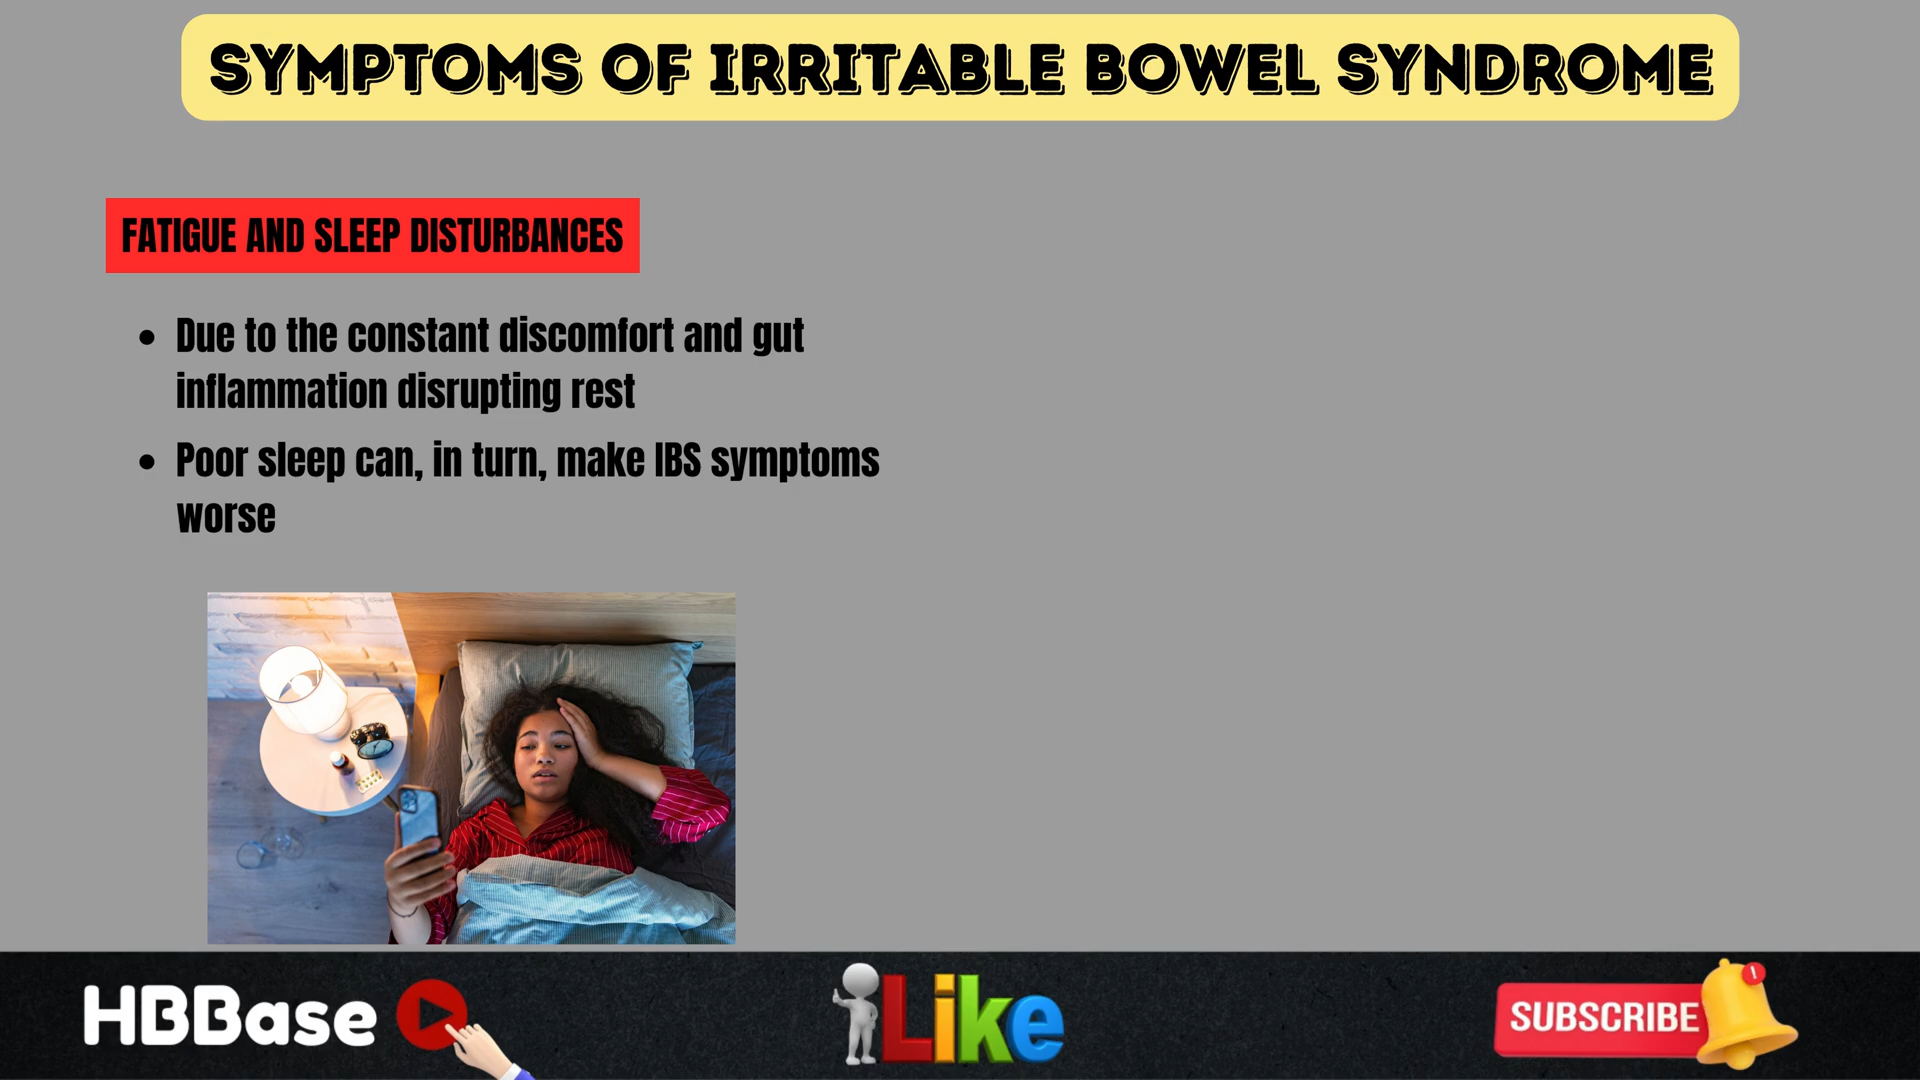 SYMPTOMS OF IRRITABLE BOWEL SYNDROME
FATIGUE AND SLEEP DISTURBANCES
• Due to the constant discomfort and gut
inflammation disrupting rest
• Poor sleep can, in turn, make IBS symptoms
worse
HBBase
Like
SUBSCRIBE
!